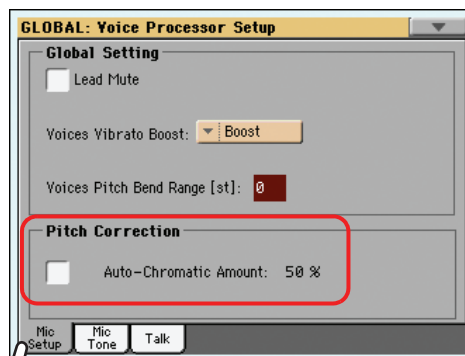 GLOBAL: Voice Processor Setup
Global Setting
Lead Mute
Voices Vibrato Boost: Boost
Voices Pitch Bend Range [st]: 0
Pitch Correction
Auto-Chromatic Amount: 50 %
Mic Setup Mic Tone Talk